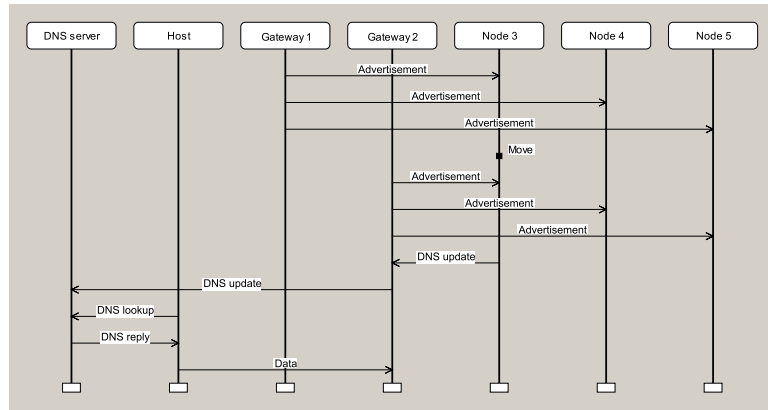 DNS server
Host
Gateway 1
Gateway 2
Node 3
Node 4
Node 5
Advertisement
Advertisement
Advertisement
Move
Advertisement
Advertisement
Advertisement
DNS update
DNS update
DNS lookup
DNS reply
Data